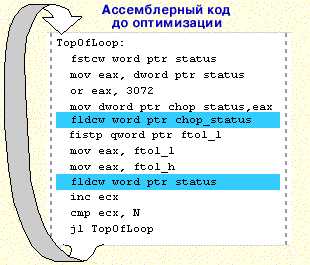 Ассемблерный код
до оптимизации
TopOfLoop:
fstcw word ptr status
mov eax, dword ptr status
or eax, 3072
mov dword ptr chop_status,eax
fldcw word ptr chop_status
fistp qword ptr ftol_l
mov eax, ftol_l
mov eax, ftol_h
fldcw word ptr status
inc ecx
cmp ecx, N
jl TopOfLoop